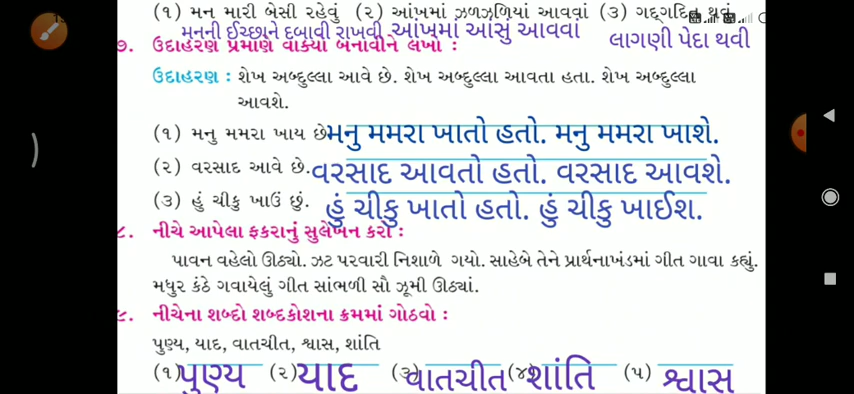 (૧) મન મારી બેસી રહેવું (૨) આંખમાં ઝળઝળિયાં આવવાં (૩) ગદ્ગદિત થવું
મનની ઈચ્છાને દબાવી રાખવી આંખમાં આંસુ આવવા લાગણી પેદા થવી
૭. ઉદાહરણ પ્રમાણે વાક્યો બનાવીને લખો :
ઉદાહરણ : શેખ અબ્દુલ્લા આવે છે. શેખ અબ્દુલ્લા આવતા હતા. શેખ અબ્દુલ્લા
આવશે.
(૧) મનુ મમરા ખાય છે મનુ મમરા ખાતો હતો. મનુ મમરા ખાશે.
(૨) વરસાદ આવે છે. વરસાદ આવતો હતો. વરસાદ આવશે.
(૩) હું ચીકુ ખાઉં છું. હું ચીકુ ખાતો હતો. હું ચીકુ ખાઈશ.
૮. નીચે આપેલા ફકરાનું સુલેખન કરો :
પાવન વહેલો ઊઠ્યો. ઝટ પરવારી નિશાળે ગયો. સાહેબે તેને પ્રાર્થનાખંડમાં ગીત ગાવા કહ્યું.
મધુર કંઠે ગવાયેલું ગીત સાંભળી સૌ ઝૂમી ઊઠ્યાં.
૯. નીચેના શબ્દો શબ્દકોશના ક્રમમાં ગોઠવો :
પુણ્ય, યાદ, વાતચીત, શ્વાસ, શાંતિ
(૧) પુણ્ય (૨) યાદ (૩) વાતચીત (૪) શાંતિ (૫) શ્વાસ